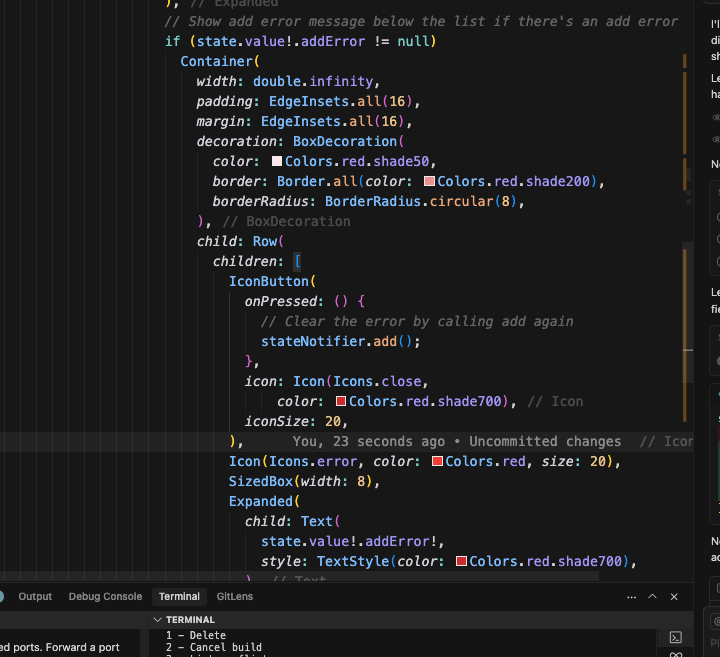 ), // Expanded
// Show add error message below the list if there's an add error
if (state.value!.addError != null)
Container(
width: double.infinity,
padding: EdgeInsets.all(16),
margin: EdgeInsets.all(16),
decoration: BoxDecoration(
color: Colors.red.shade50,
border: Border.all(color: Colors.red.shade200),
borderRadius: BorderRadius.circular(8),
), // BoxDecoration
child: Row(
children: [
IconButton(
onPressed: () {
// Clear the error by calling add again
stateNotifier.add();
},
icon: Icon(Icons.close,
color: Colors.red.shade700), // Icon
iconSize: 20,
), You, 23 seconds ago • Uncommitted changes // Icon
Icon(Icons.error, color: Colors.red, size: 20),
SizedBox(width: 8),
Expanded(
child: Text(
state.value!.addError!,
style: TextStyle(color: Colors.red.shade700),
), // Text
Output Debug Console Terminal GitLens
TERMINAL
ed ports. Forward a port
1 – Delete
2 – Cancel build